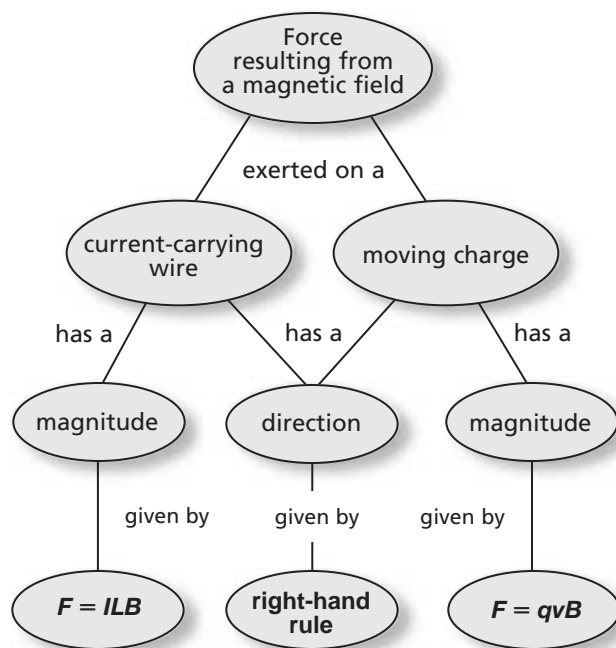 Force
resulting from
a magnetic field
exerted on a
current-carrying
wire
moving charge
has a
has a
has a
magnitude
direction
magnitude
given by
given by
given by
F = ILB
right-hand
rule
F = qvB